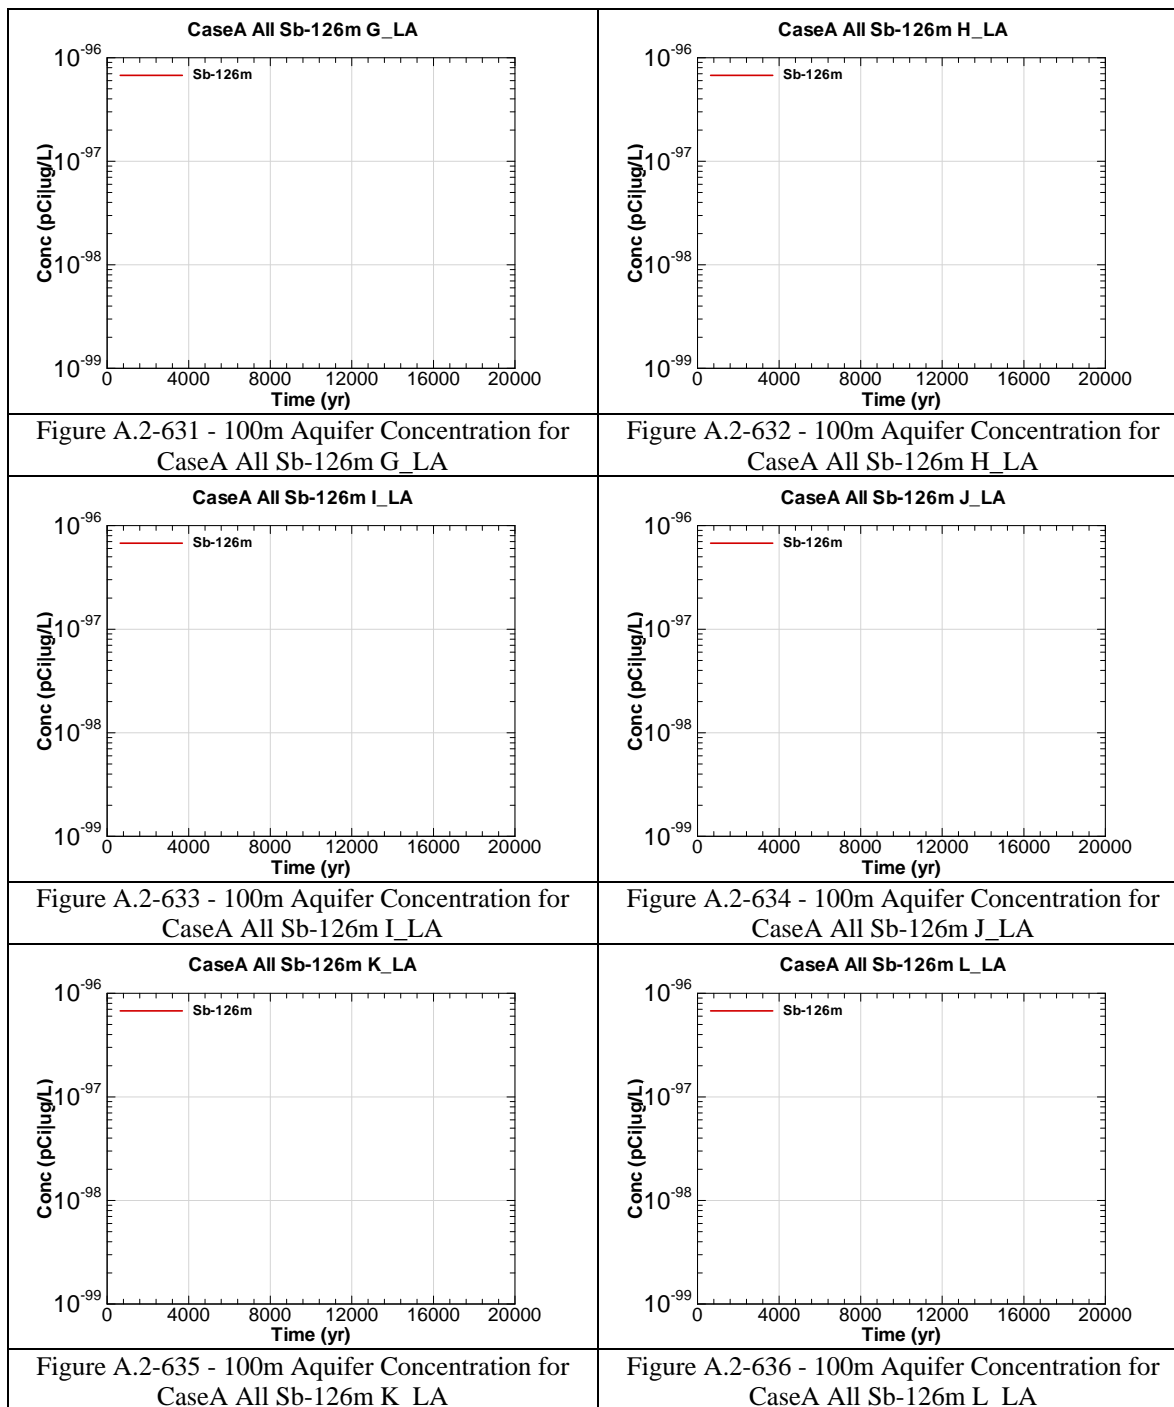 CaseA All Sb-126m G_LA
Sb-126m
10^-96
10^-97
10^-98
10^-99
Conc (pCi|ug/L)
0 4000 8000 12000 16000 20000
Time (yr)
Figure A.2-631 - 100m Aquifer Concentration for
CaseA All Sb-126m G_LA
CaseA All Sb-126m H_LA
Sb-126m
10^-96
10^-97
10^-98
10^-99
Conc (pCi|ug/L)
0 4000 8000 12000 16000 20000
Time (yr)
Figure A.2-632 - 100m Aquifer Concentration for
CaseA All Sb-126m H_LA
CaseA All Sb-126m I_LA
Sb-126m
10^-96
10^-97
10^-98
10^-99
Conc (pCi|ug/L)
0 4000 8000 12000 16000 20000
Time (yr)
Figure A.2-633 - 100m Aquifer Concentration for
CaseA All Sb-126m I_LA
CaseA All Sb-126m J_LA
Sb-126m
10^-96
10^-97
10^-98
10^-99
Conc (pCi|ug/L)
0 4000 8000 12000 16000 20000
Time (yr)
Figure A.2-634 - 100m Aquifer Concentration for
CaseA All Sb-126m J_LA
CaseA All Sb-126m K_LA
Sb-126m
10^-96
10^-97
10^-98
10^-99
Conc (pCi|ug/L)
0 4000 8000 12000 16000 20000
Time (yr)
Figure A.2-635 - 100m Aquifer Concentration for
CaseA All Sb-126m K_LA
CaseA All Sb-126m L_LA
Sb-126m
10^-96
10^-97
10^-98
10^-99
Conc (pCi|ug/L)
0 4000 8000 12000 16000 20000
Time (yr)
Figure A.2-636 - 100m Aquifer Concentration for
CaseA All Sb-126m L_LA